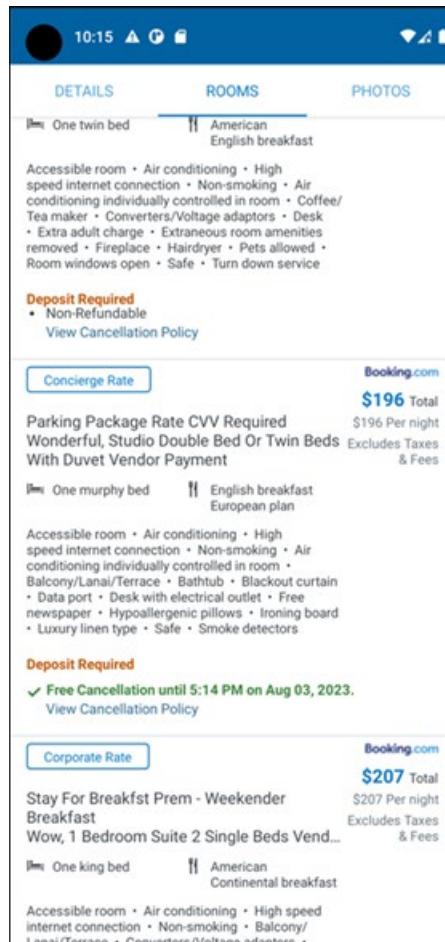 10:15
DETAILS ROOMS PHOTOS
One twin bed American
English breakfast
Accessible room • Air conditioning • High
speed internet connection • Non-smoking • Air
conditioning individually controlled in room • Coffee/
Tea maker • Converters/Voltage adaptors • Desk
• Extra adult charge • Extraneous room amenities
removed • Fireplace • Hairdryer • Pets allowed •
Room windows open • Safe • Turn down service
Deposit Required
• Non-Refundable
View Cancellation Policy
Concierge Rate
Booking.com
$196 Total
$196 Per night
Excludes Taxes
& Fees
Parking Package Rate CVV Required
Wonderful, Studio Double Bed Or Twin Beds
With Duvet Vendor Payment
One murphy bed English breakfast
European plan
Accessible room • Air conditioning • High
speed internet connection • Non-smoking • Air
conditioning individually controlled in room •
Balcony/Lanai/Terrace • Bathtub • Blackout curtain
• Data port • Desk with electrical outlet • Free
newspaper • Hypoallergenic pillows • Ironing board
• Luxury linen type • Safe • Smoke detectors
Deposit Required
Free Cancellation until 5:14 PM on Aug 03, 2023.
View Cancellation Policy
Corporate Rate
Booking.com
$207 Total
$207 Per night
Excludes Taxes
& Fees
Stay For Breakfst Prem - Weekender
Breakfast
Wow, 1 Bedroom Suite 2 Single Beds Vend...
One king bed American
Continental breakfast
Accessible room • Air conditioning • High speed
internet connection • Non-smoking • Balcony/
Lanai/Terrace • Converters/Voltage adaptors •